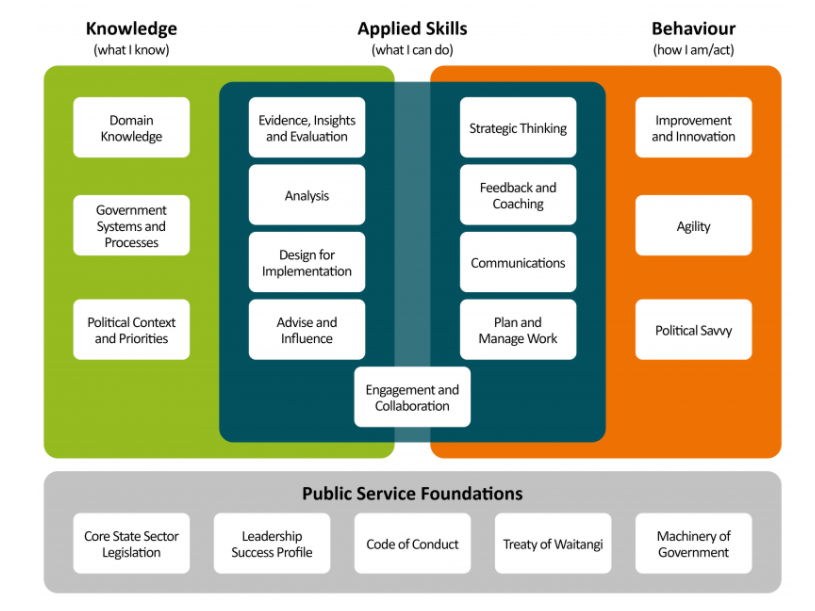 Knowledge
(what I know)
Applied Skills
(what I can do)
Behaviour
(how I am/act)
Domain
Knowledge
Government
Systems and
Processes
Political Context
and Priorities
Evidence, Insights
and Evaluation
Analysis
Design for
Implementation
Advise and
Influence
Strategic Thinking
Feedback and
Coaching
Communications
Plan and
Manage Work
Engagement and
Collaboration
Improvement
and Innovation
Agility
Political Savvy
Public Service Foundations
Core State Sector
Legislation
Leadership
Success Profile
Code of Conduct
Treaty of Waitangi
Machinery of
Government